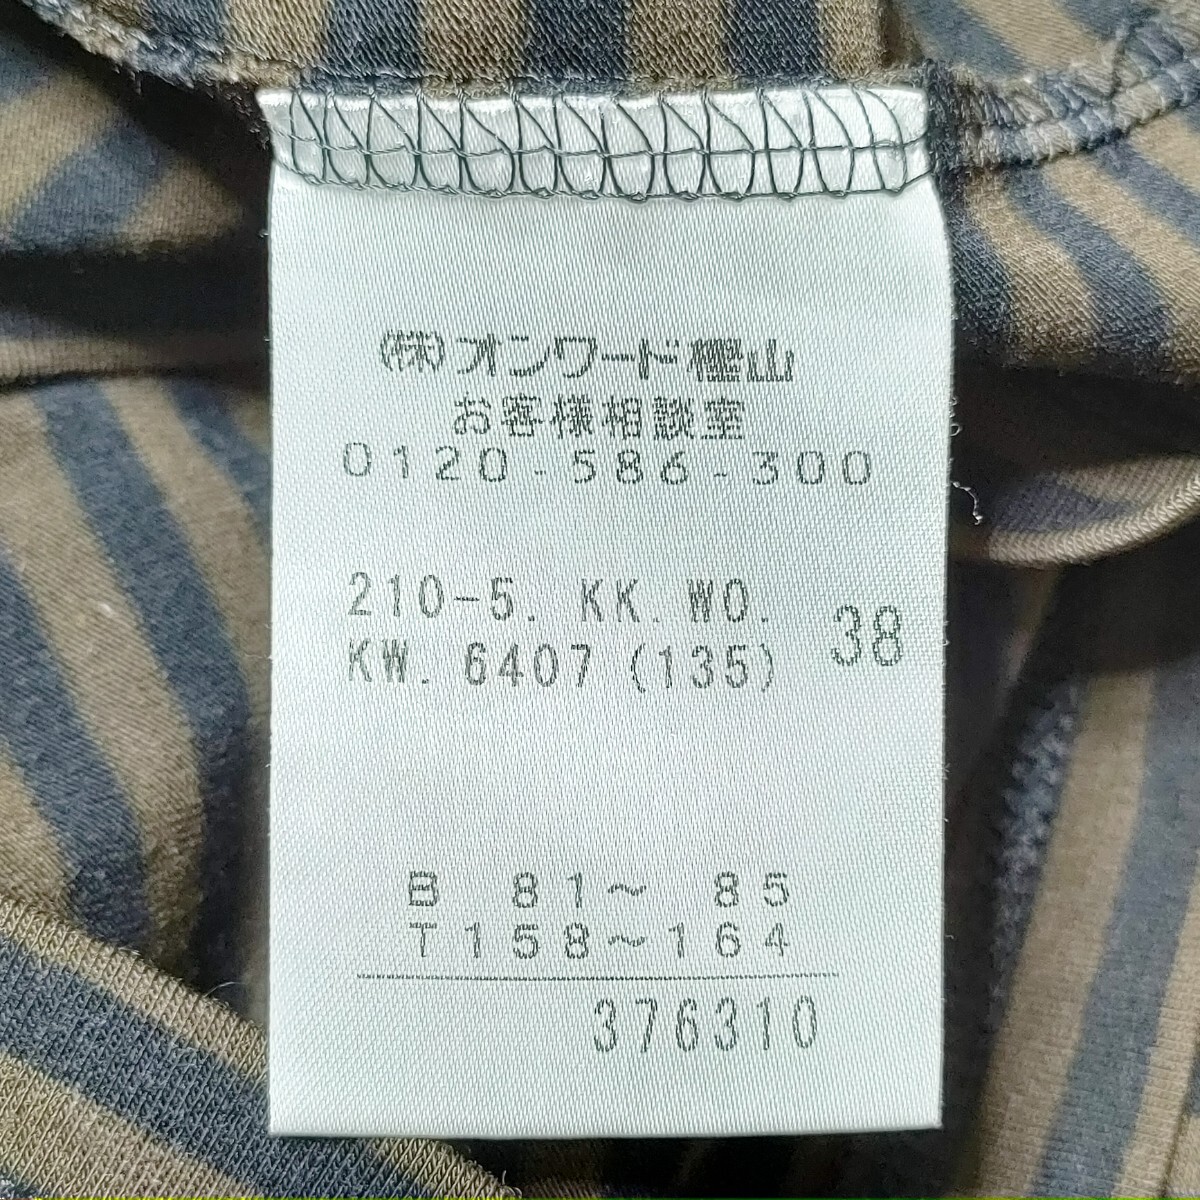 (株)オンワード樫山
お客様相談室
0120-586-300
210-5. KK. WO.
KW. 6407 (135)
38
B 81～ 85
T158～164
376310